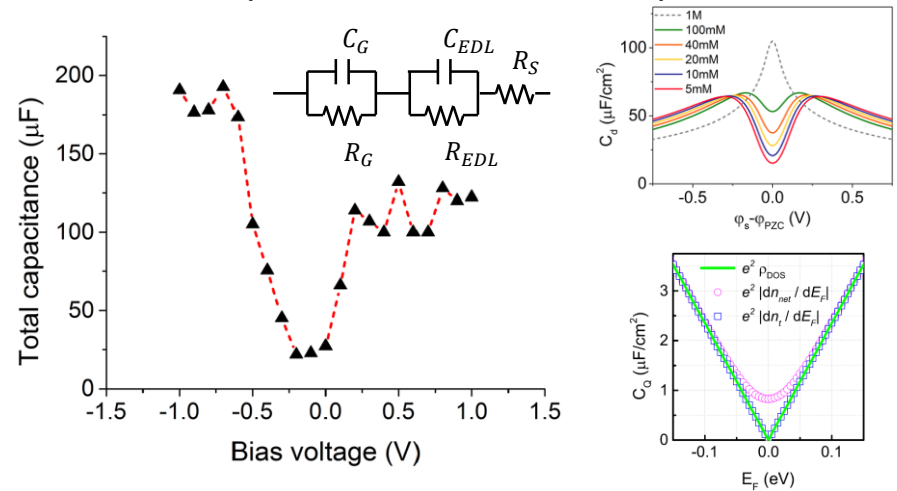 C_G
C_EDL
R_S
R_G
R_EDL
200
150
100
50
0
-1.5
-1.0
-0.5
0.0
0.5
1.0
1.5
Total capacitance (μF)
Bias voltage (V)
1M
100mM
40mM
20mM
10mM
5mM
100
50
0
-0.5
0.0
0.5
C_d (μF/cm²)
φ_s-φ_PZC (V)
e² ρ_DOS
e² |dn_net / dE_F|
e² |dn_t / dE_F|
3
2
1
0
-0.1
0.0
0.1
C_Q (μF/cm²)
E_F (eV)